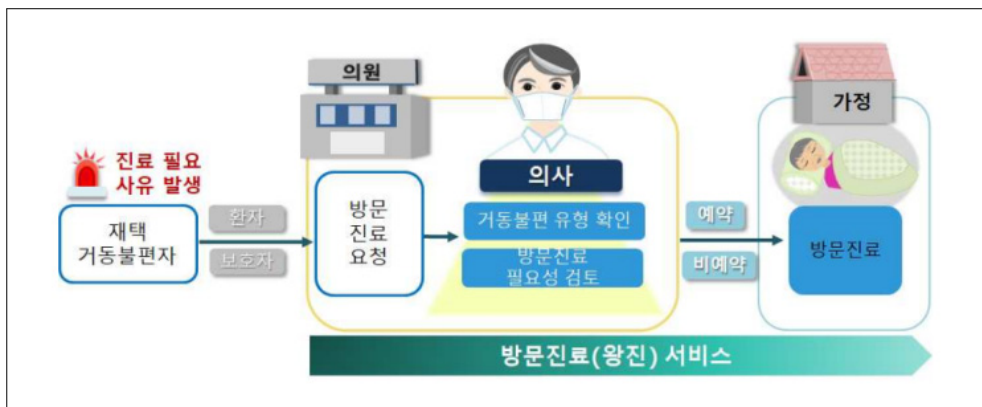 의원
가정
진료 필요
사유 발생
의사
재택
거동불편자
환자
보호자
방문
진료
요청
거동불편 유형 확인
방문진료
필요성 검토
예약
비예약
방문진료
방문진료(왕진) 서비스